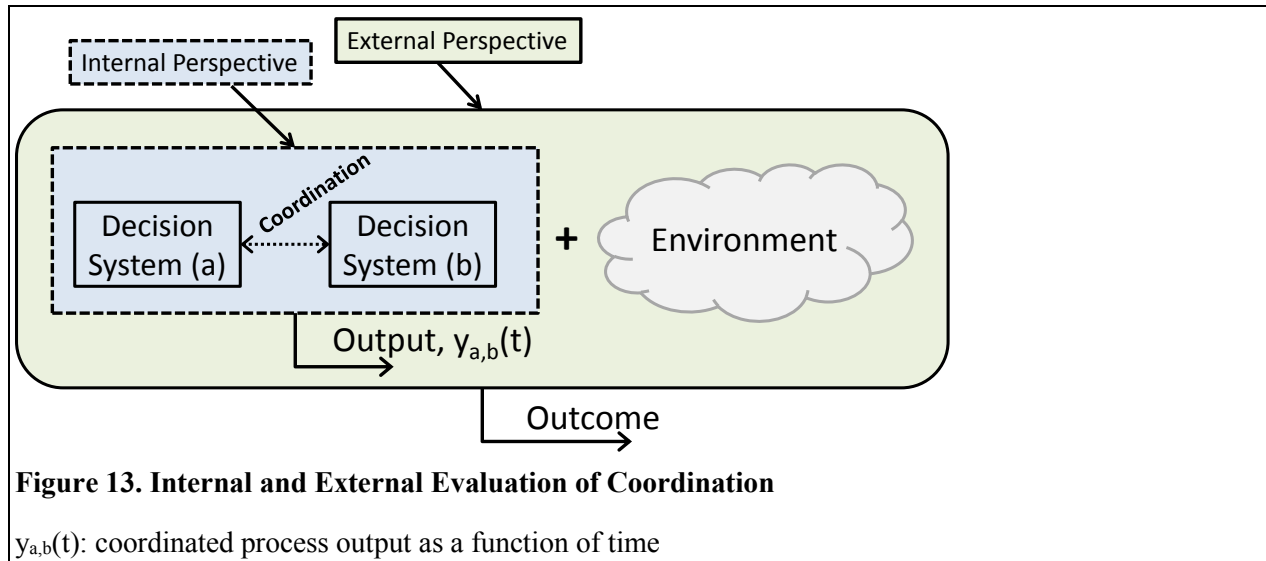 External Perspective
Internal Perspective
Coordination
Decision
System (a)
Decision
System (b)
+
Environment
Output, yₐ,b(t)
Outcome
Figure 13. Internal and External Evaluation of Coordination
yₐ,b(t): coordinated process output as a function of time